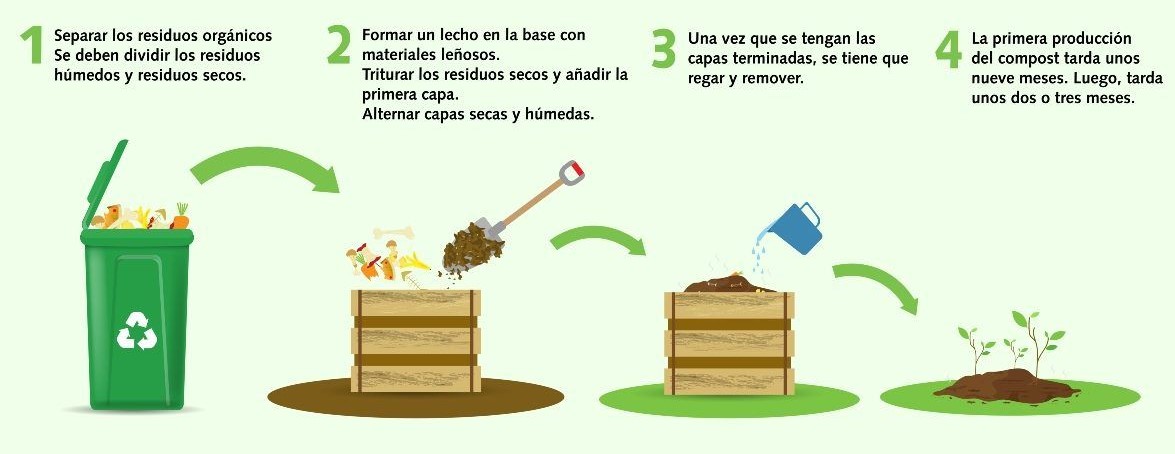 1 Separar los residuos orgánicos
Se deben dividir los residuos
húmedos y residuos secos.
2 Formar un lecho en la base con
materiales leñosos.
Triturar los residuos secos y añadir la
primera capa.
Alternar capas secas y húmedas.
3 Una vez que se tengan las
capas terminadas, se tiene que
regar y remover.
4 La primera producción
del compost tarda unos
nueve meses. Luego, tarda
unos dos o tres meses.